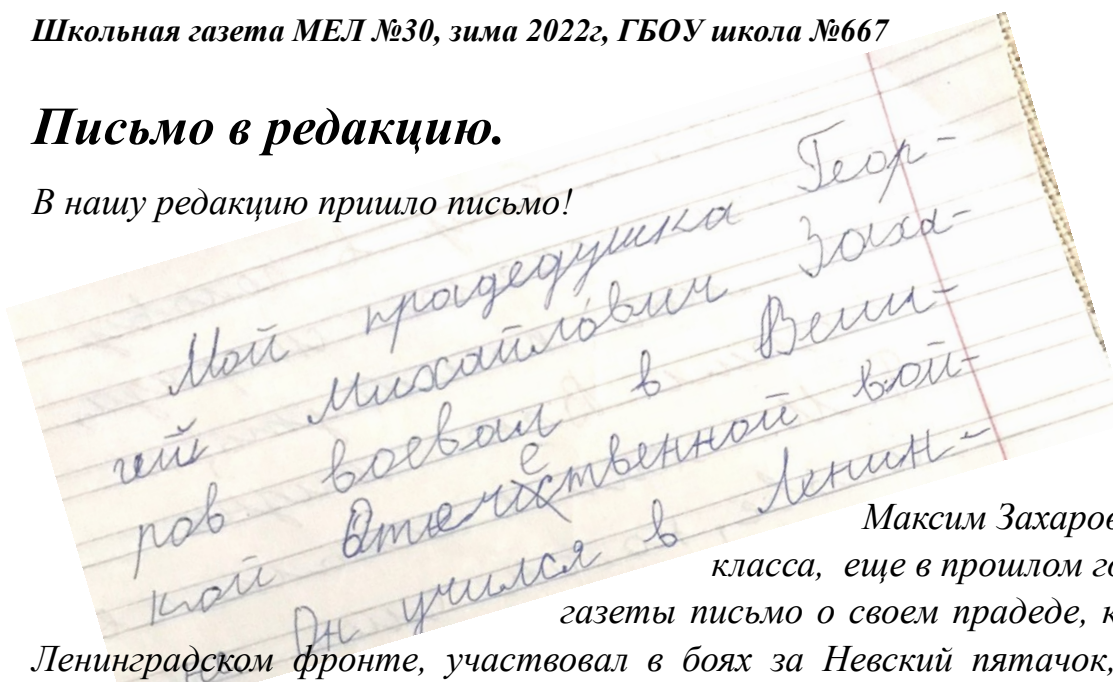 Школьная газета МЕЛ №30, зима 2022г, ГБОУ школа №667
Письмо в редакцию.
В нашу редакцию пришло письмо!
Мой прадедушка Геор-
гий Михайлович Заха-
ров воевал в Вели-
кой Отечественной вой-
Он учился в Ленин-
Максим Захаров
класса, еще в прошлом го
газеты письмо о своем прадеде, к
Ленинградском фронте, участвовал в боях за Невский пятачок,